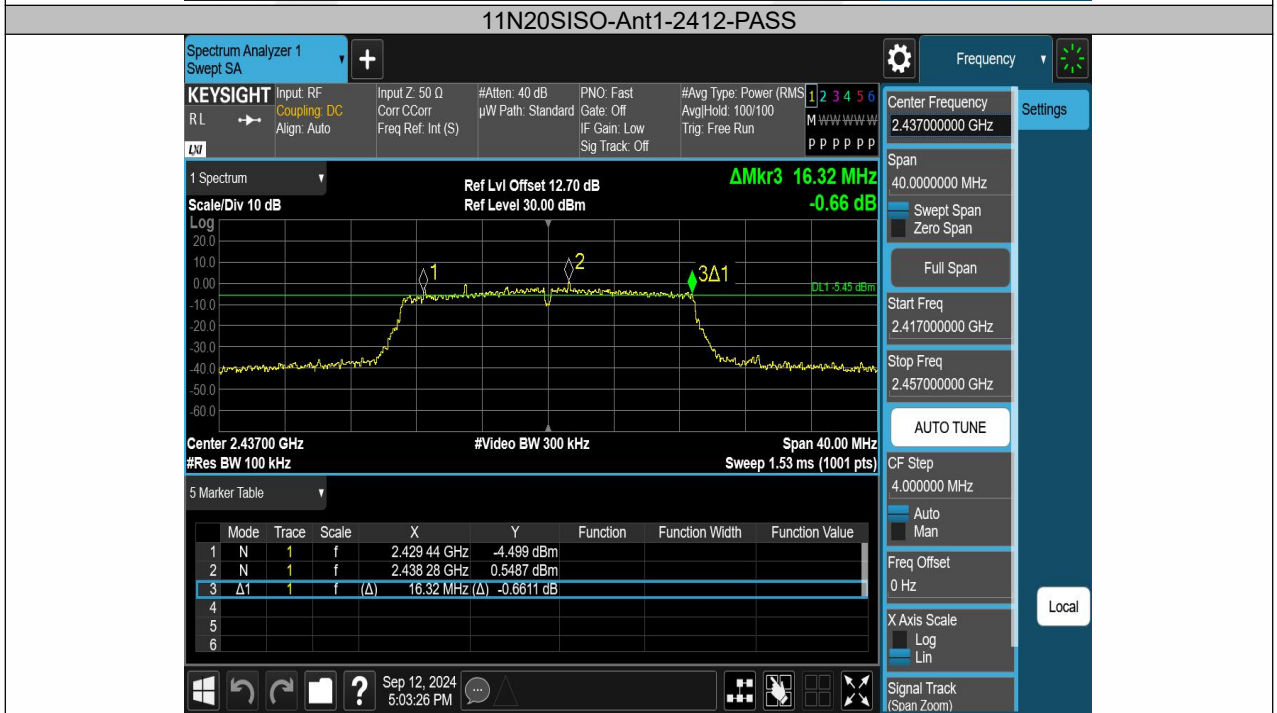 11N20SISO-Ant1-2412-PASS
Spectrum Analyzer 1
Swept SA
+
Frequency
KEYSIGHT Input: RF Input Z: 50 Ω #Atten: 40 dB PNO: Fast #Avg Type: Power (RMS 1 2 3 4 5 6
RL Coupling: DC Corr CCorr µW Path: Standard Gate: Off Avg|Hold: 100/100 M W W W W W
Align: Auto Freq Ref: Int (S) IF Gain: Low Trig: Free Run
LXI Sig Track: Off P P P P P P
Center Frequency
2.437000000 GHz
Settings
1 Spectrum
Ref Lvl Offset 12.70 dB
ΔMkr3 16.32 MHz
Scale/Div 10 dB
Ref Level 30.00 dBm
-0.66 dB
Log
20.0
10.0
0.00
-10.0
-20.0
-30.0
-40.0
-50.0
-60.0
1
2
3Δ1
DL1 -5.45 dBm
Center 2.43700 GHz #Video BW 300 kHz Span 40.00 MHz
#Res BW 100 kHz Sweep 1.53 ms (1001 pts)
Span
40.0000000 MHz
Swept Span
Zero Span
Full Span
Start Freq
2.417000000 GHz
Stop Freq
2.457000000 GHz
AUTO TUNE
CF Step
4.000000 MHz
Auto
Man
Freq Offset
0 Hz
X Axis Scale
Log
Lin
Signal Track
(Span Zoom)
Local
5 Marker Table
Mode Trace Scale X Y Function Function Width Function Value
1 N 1 f 2.429 44 GHz -4.499 dBm
2 N 1 f 2.438 28 GHz 0.5487 dBm
3 Δ1 1 f (Δ) 16.32 MHz (Δ) -0.6611 dB
4
5
6
?
Sep 12, 2024
5:03:26 PM